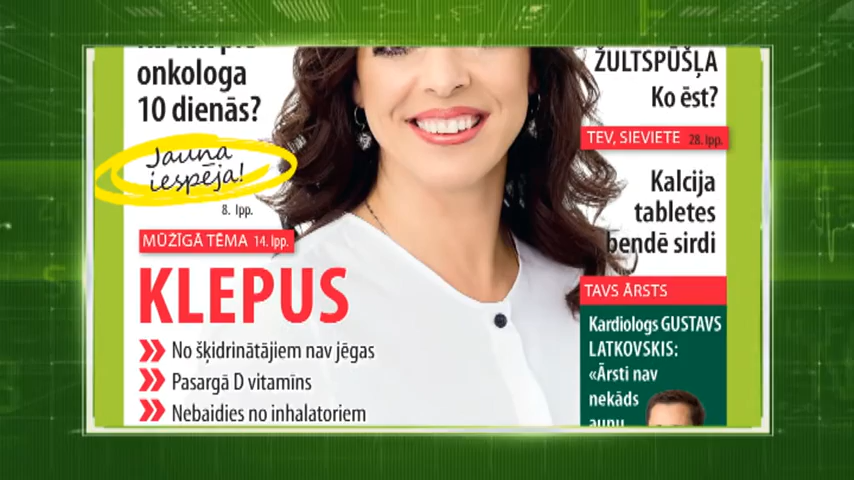 onkologa
10 dienās?
Jauna
iespēja!
8. lpp.
MŪŽĪGĀ TĒMA 14. lpp.
KLEPUS
No šķidrinātājiem nav jēgas
Pasargā D vitamīns
Nebaidies no inhalatoriem
ŽULTSPŪŠĻA
Ko ēst?
TEV, SIEVIETE 28. lpp.
Kalcija
tabletes
bendē sirdi
TAVS ĀRSTS
Kardiologs GUSTAVS
LATKOVSKIS:
«Ārsti nav
nekāds